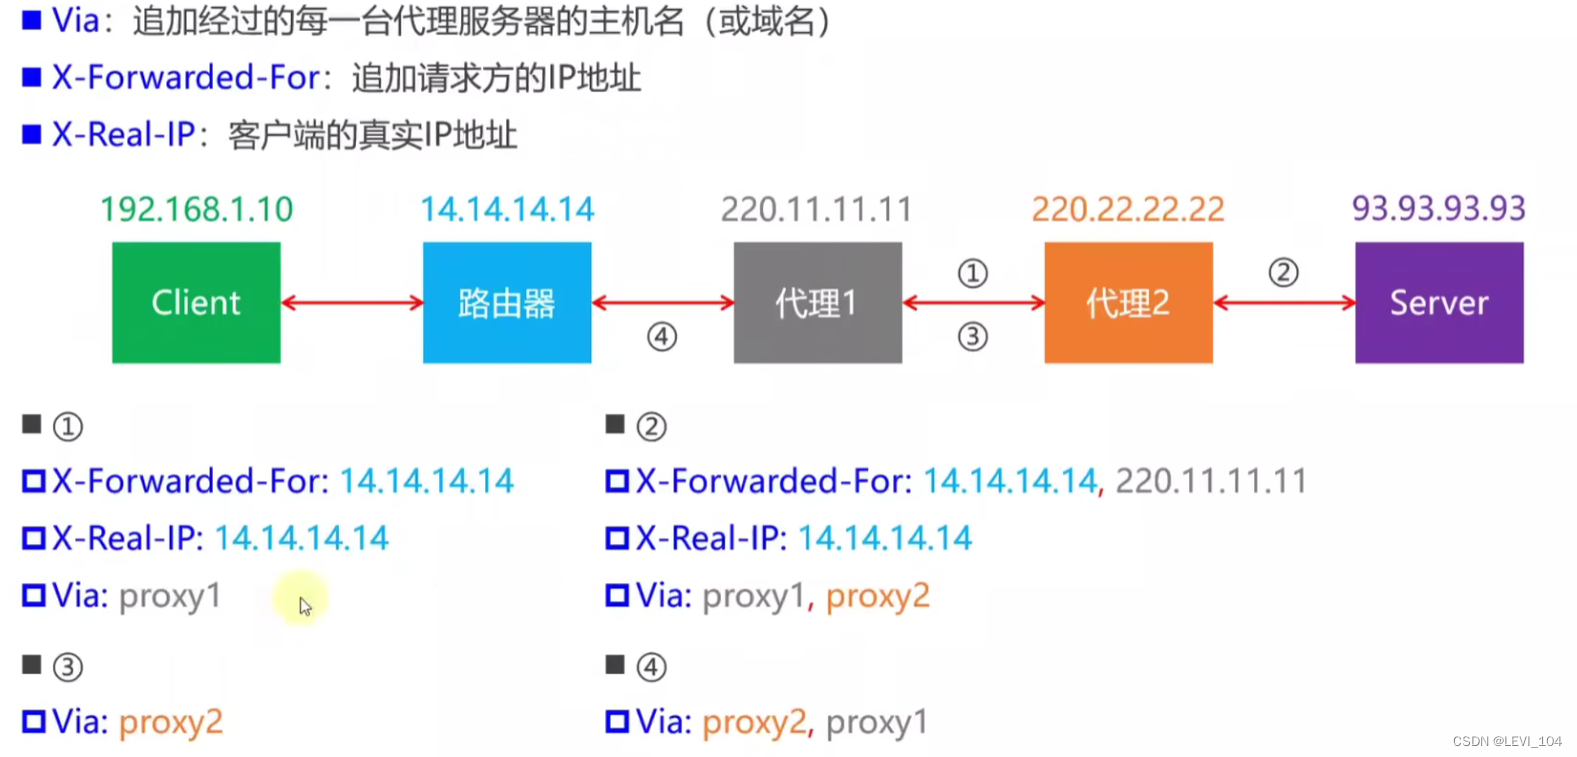 Via：追加经过的每一台代理服务器的主机名（或域名）
X-Forwarded-For：追加请求方的IP地址
X-Real-IP：客户端的真实IP地址
192.168.1.10 14.14.14.14 220.11.11.11 220.22.22.22 93.93.93.93
① ②
Client 路由器 代理1 代理2 Server
④ ③
①
X-Forwarded-For: 14.14.14.14
X-Real-IP: 14.14.14.14
Via: proxy1
②
X-Forwarded-For: 14.14.14.14, 220.11.11.11
X-Real-IP: 14.14.14.14
Via: proxy1, proxy2
③
Via: proxy2
④
Via: proxy2, proxy1
CSDN @LEVI_104